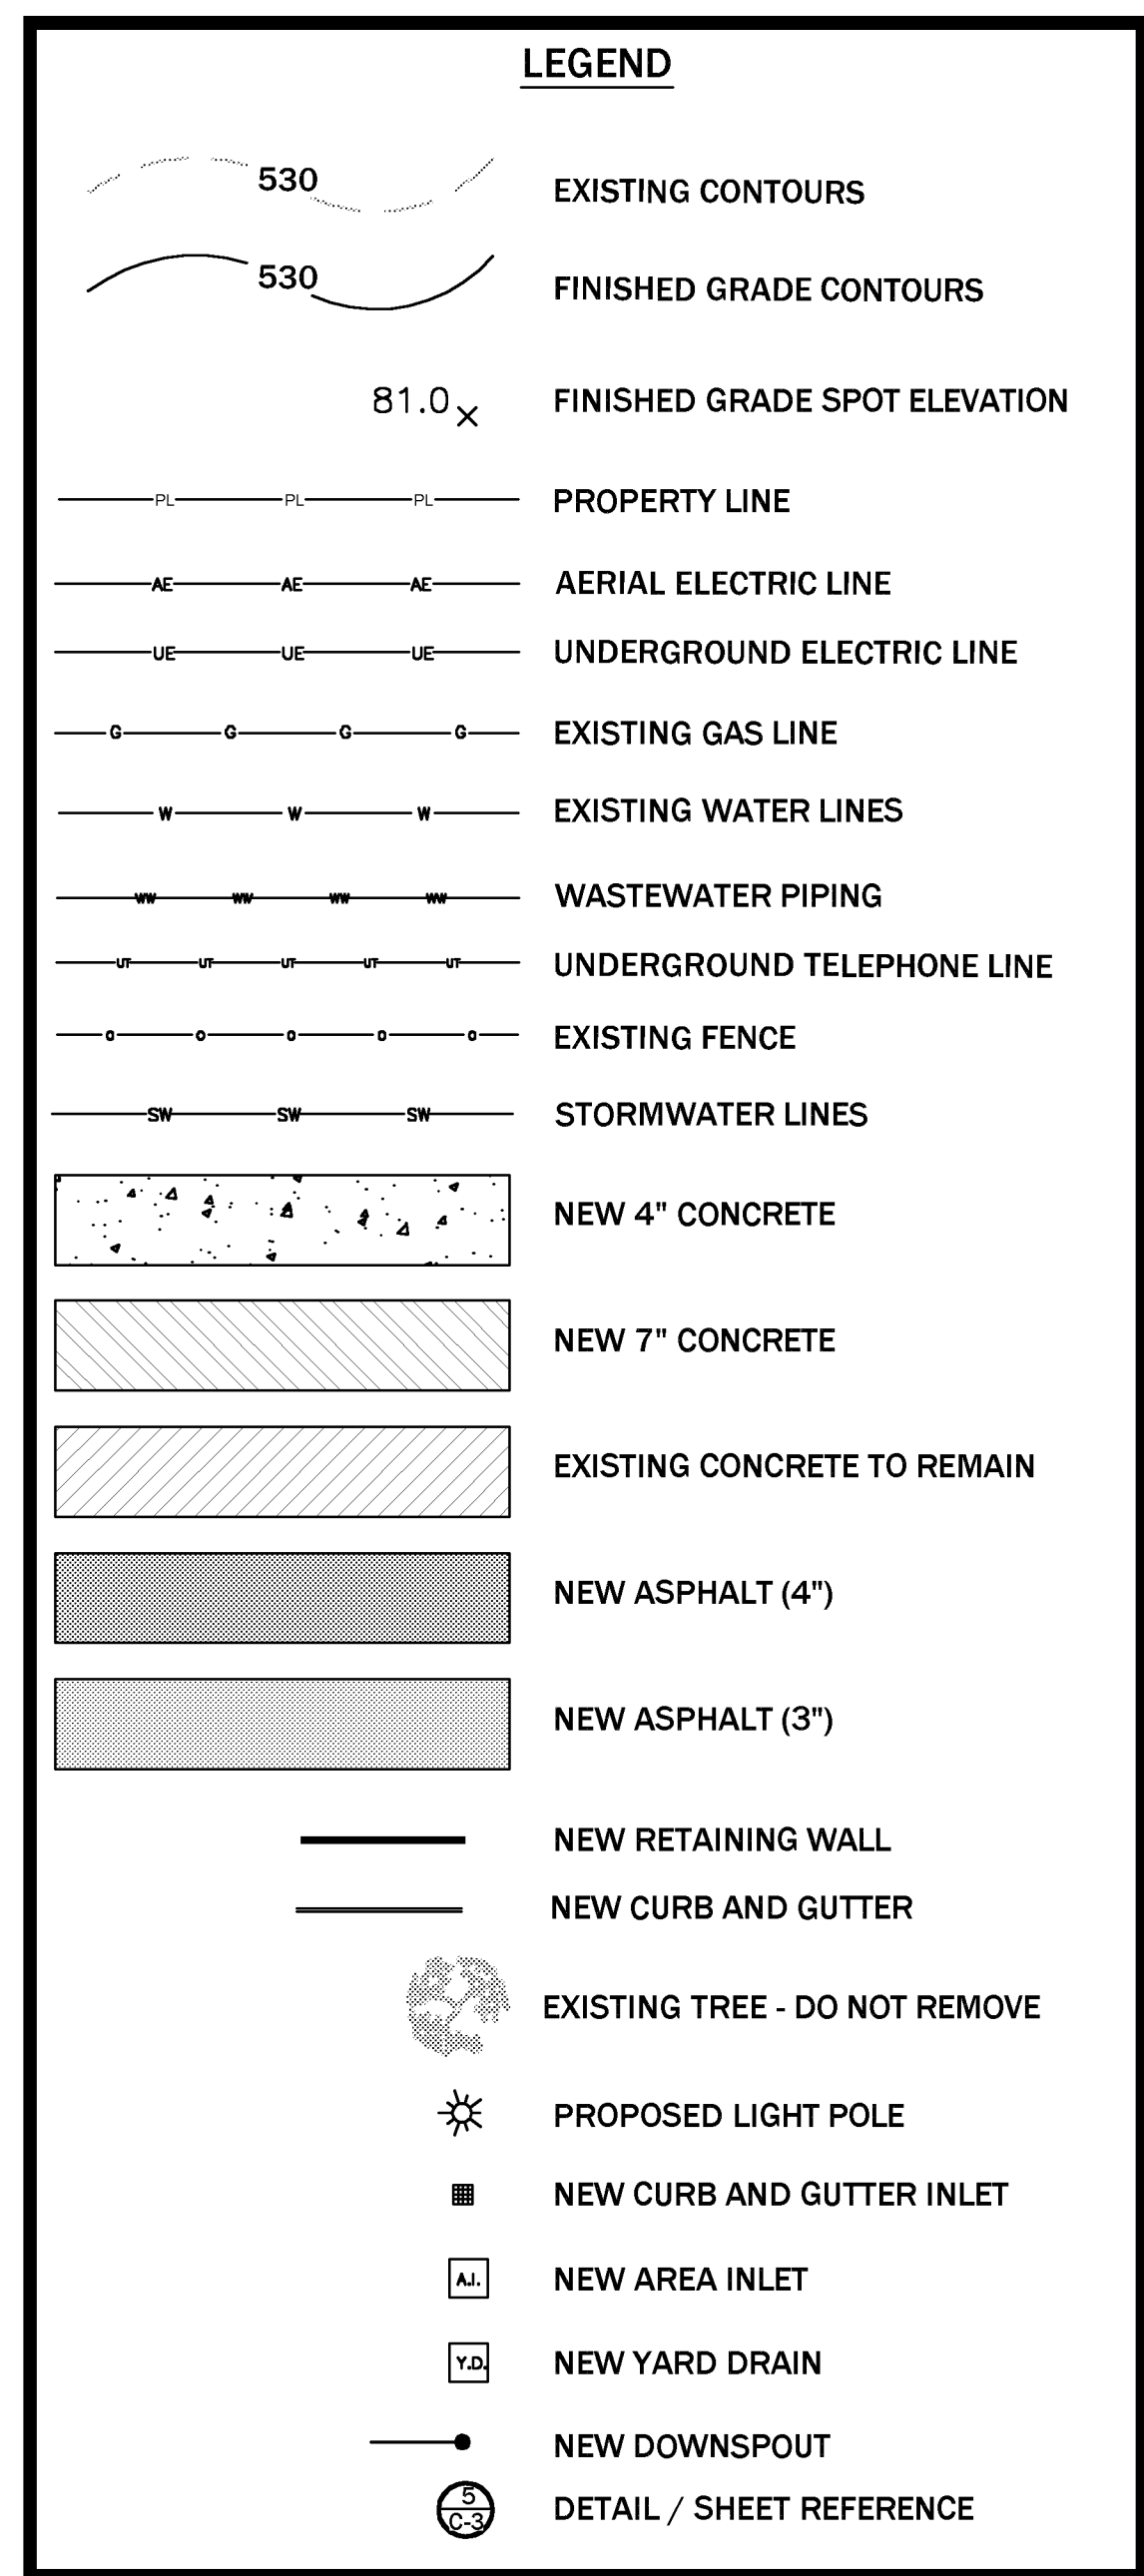 LEGEND
530 EXISTING CONTOURS
530 FINISHED GRADE CONTOURS
81.0 FINISHED GRADE SPOT ELEVATION
PL PL PL PROPERTY LINE
AE AE AE AERIAL ELECTRIC LINE
UE UE UE UNDERGROUND ELECTRIC LINE
G G G G EXISTING GAS LINE
W W W EXISTING WATER LINES
WW WW WW WW WASTEWATER PIPING
UT UT UT UT UT UNDERGROUND TELEPHONE LINE
EXISTING FENCE
SW SW SW STORMWATER LINES
NEW 4" CONCRETE
NEW 7" CONCRETE
EXISTING CONCRETE TO REMAIN
NEW ASPHALT (4")
NEW ASPHALT (3")
NEW RETAINING WALL
NEW CURB AND GUTTER
EXISTING TREE - DO NOT REMOVE
PROPOSED LIGHT POLE
NEW CURB AND GUTTER INLET
A.I. NEW AREA INLET
Y.D. NEW YARD DRAIN
NEW DOWNSPOUT
5
C-3 DETAIL / SHEET REFERENCE